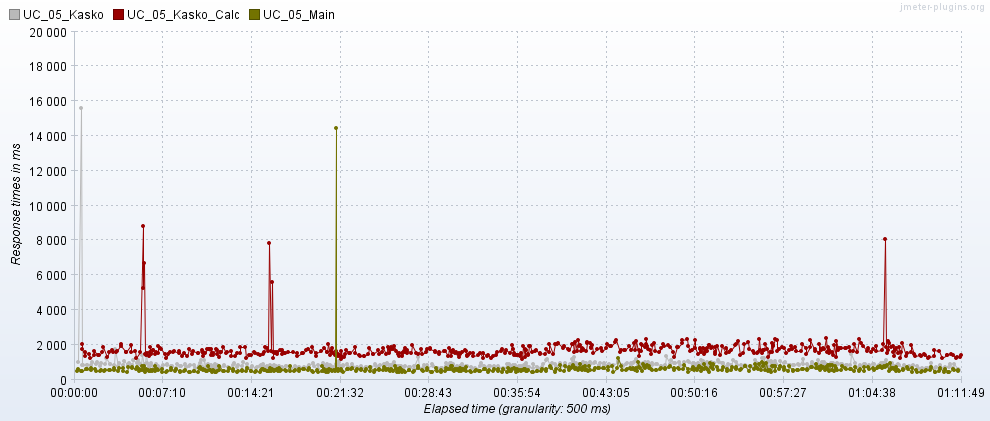 UC_05_Kasko UC_05_Kasko_Calc UC_05_Main
jmeter-plugins.org
20 000
18 000
16 000
14 000
12 000
10 000
8 000
6 000
4 000
2 000
0
Response times in ms
00:00:00 00:07:10 00:14:21 00:21:32 00:28:43 00:35:54 00:43:05 00:50:16 00:57:27 01:04:38 01:11:49
Elapsed time (granularity: 500 ms)